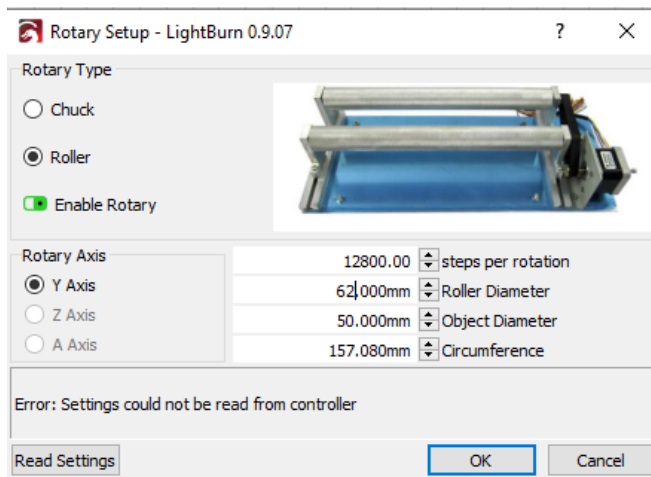 Rotary Setup - LightBurn 0.9.07 ?
Rotary Type
Chuck
Roller
Enable Rotary
Rotary Axis
Y Axis
Z Axis
A Axis
12800.00 steps per rotation
62.000mm Roller Diameter
50.000mm Object Diameter
157.080mm Circumference
Error: Settings could not be read from controller
Read Settings OK Cancel